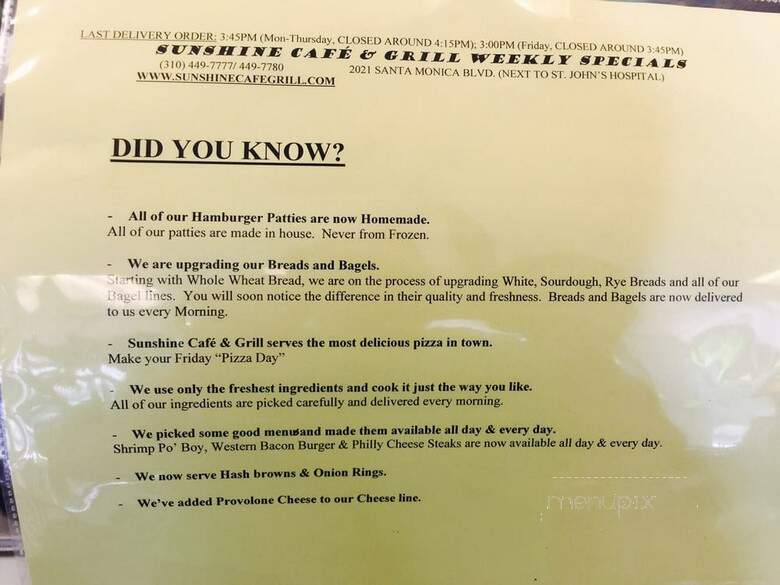 LAST DELIVERY ORDER: 3:45PM (Mon-Thursday, CLOSED AROUND 4:15PM); 3:00PM (Friday, CLOSED AROUND 3:45PM)
SUNSHINE CAFÉ & GRILL WEEKLY SPECIALS
(310) 449-7777/ 449-7780 2021 SANTA MONICA BLVD. (NEXT TO ST. JOHN'S HOSPITAL)
WWW.SUNSHINECAFEGRILL.COM
DID YOU KNOW?
- All of our Hamburger Patties are now Homemade.
All of our patties are made in house. Never from Frozen.
- We are upgrading our Breads and Bagels.
Starting with Whole Wheat Bread, we are on the process of upgrading White, Sourdough, Rye Breads and all of our
Bagel lines. You will soon notice the difference in their quality and freshness. Breads and Bagels are now delivered
to us every Morning.
- Sunshine Café & Grill serves the most delicious pizza in town.
Make your Friday "Pizza Day"
- We use only the freshest ingredients and cook it just the way you like.
All of our ingredients are picked carefully and delivered every morning.
- We picked some good menus and made them available all day & every day.
Shrimp Po' Boy, Western Bacon Burger & Philly Cheese Steaks are now available all day & every day.
- We now serve Hash browns & Onion Rings.
- We've added Provolone Cheese to our Cheese line.
menupix